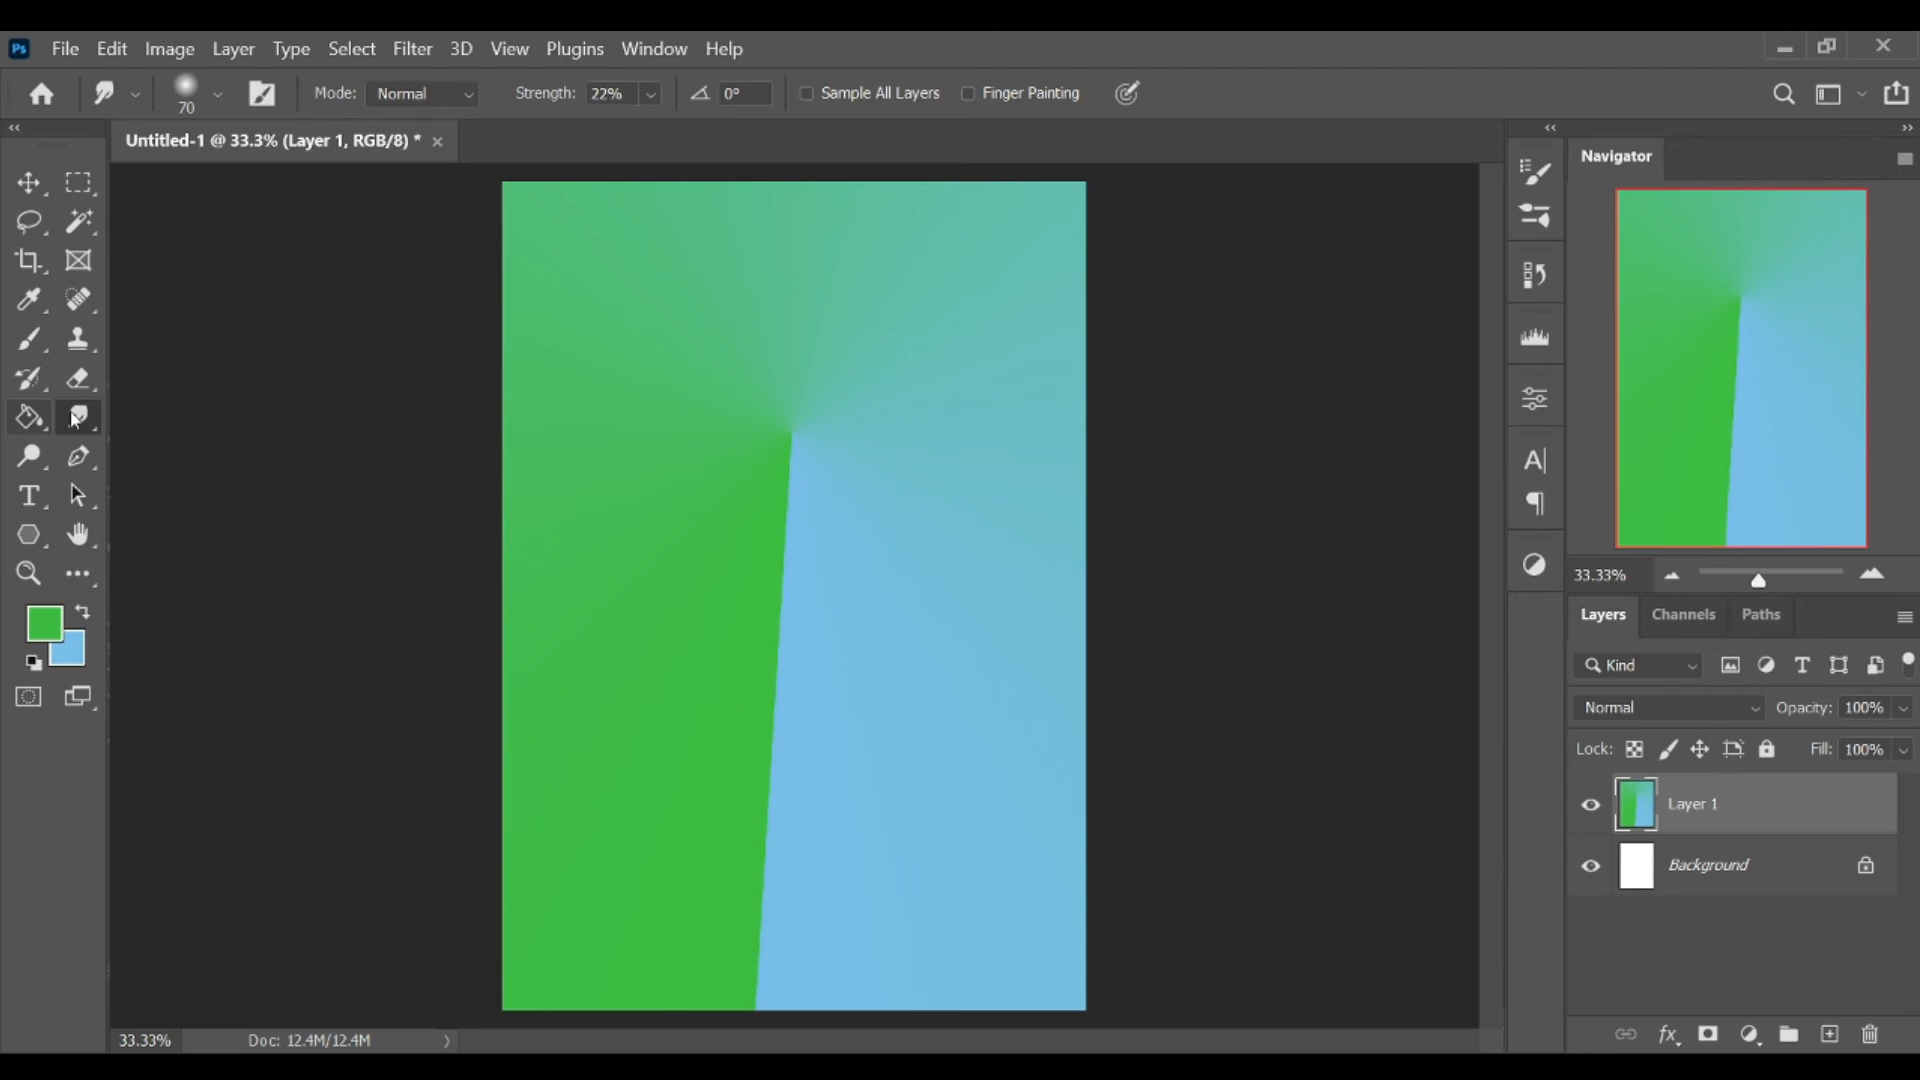 Ps File Edit Image Layer Type Select Filter 3D View Plugins Window Help
70 Mode: Normal Strength: 22% 0° Sample All Layers Finger Painting
Untitled-1 @ 33.3% (Layer 1, RGB/8) *
Navigator
33.33%
Layers Channels Paths
Kind
Normal Opacity: 100%
Lock: Fill: 100%
Layer 1
Background
fx
33.33% Doc: 12.4M/12.4M